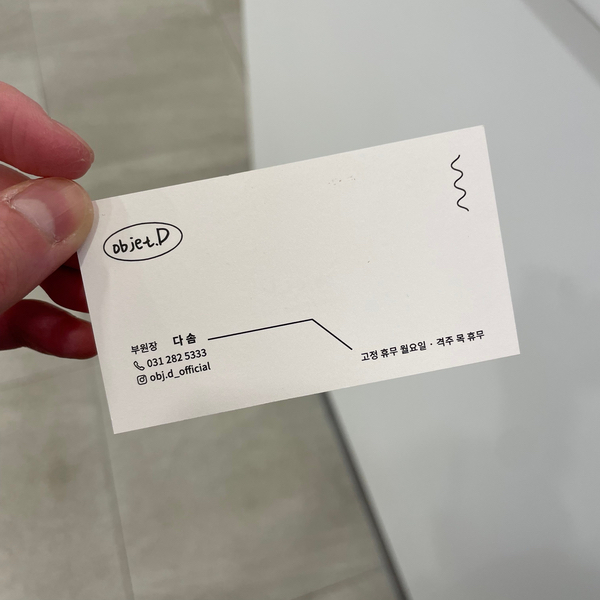 objet.D
부원장 다솜
031 282 5333
obj.d_official
고정 휴무 월요일 · 격주 목 휴무